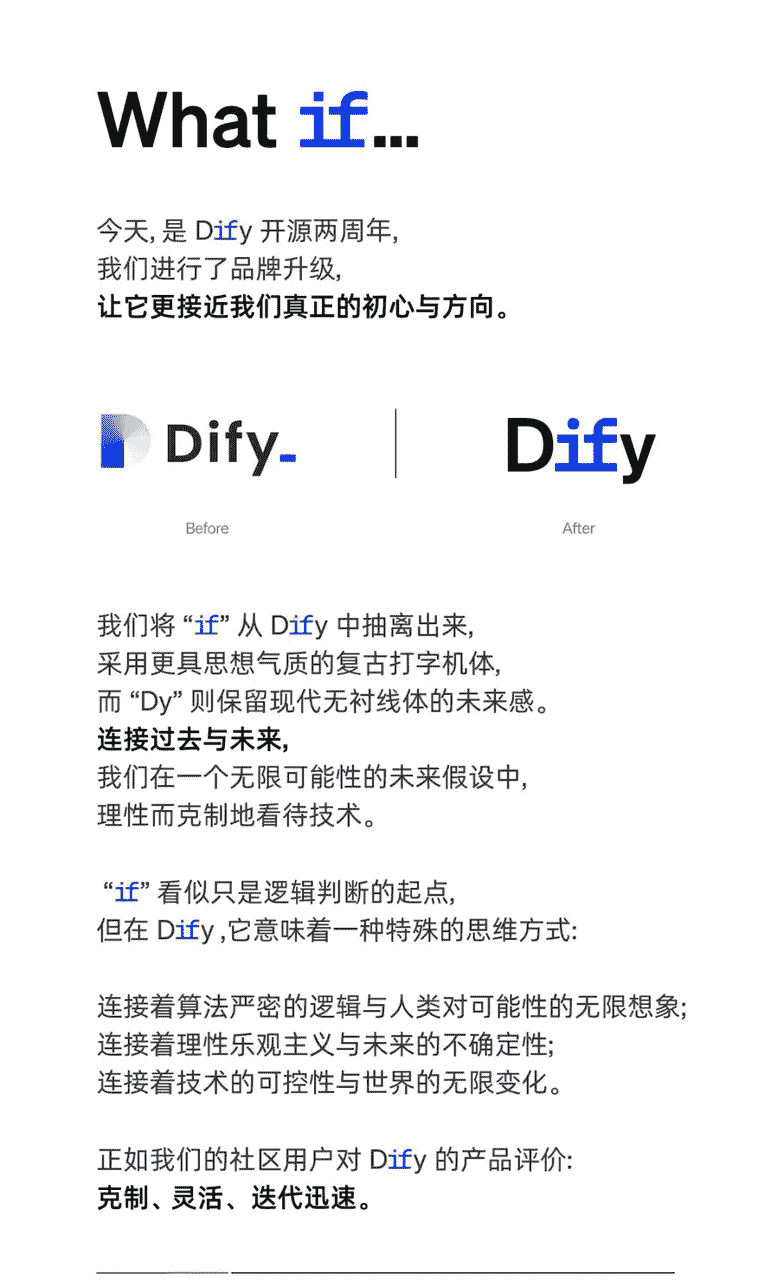 What if...
今天, 是 Dify 开源两周年,
我们进行了品牌升级,
让它更接近我们真正的初心与方向。
Dify_
Dify
Before
After
我们将 “if” 从 Dify 中抽离出来,
采用更具思想气质的复古打字机体,
而 “Dy” 则保留现代无衬线体的未来感。
连接过去与未来,
我们在一个无限可能性的未来假设中,
理性而克制地看待技术。
“if” 看似只是逻辑判断的起点,
但在 Dify ,它意味着一种特殊的思维方式:
连接着算法严密的逻辑与人类对可能性的无限想象;
连接着理性乐观主义与未来的不确定性;
连接着技术的可控性与世界的无限变化。
正如我们的社区用户对 Dify 的产品评价:
克制、灵活、迭代迅速。